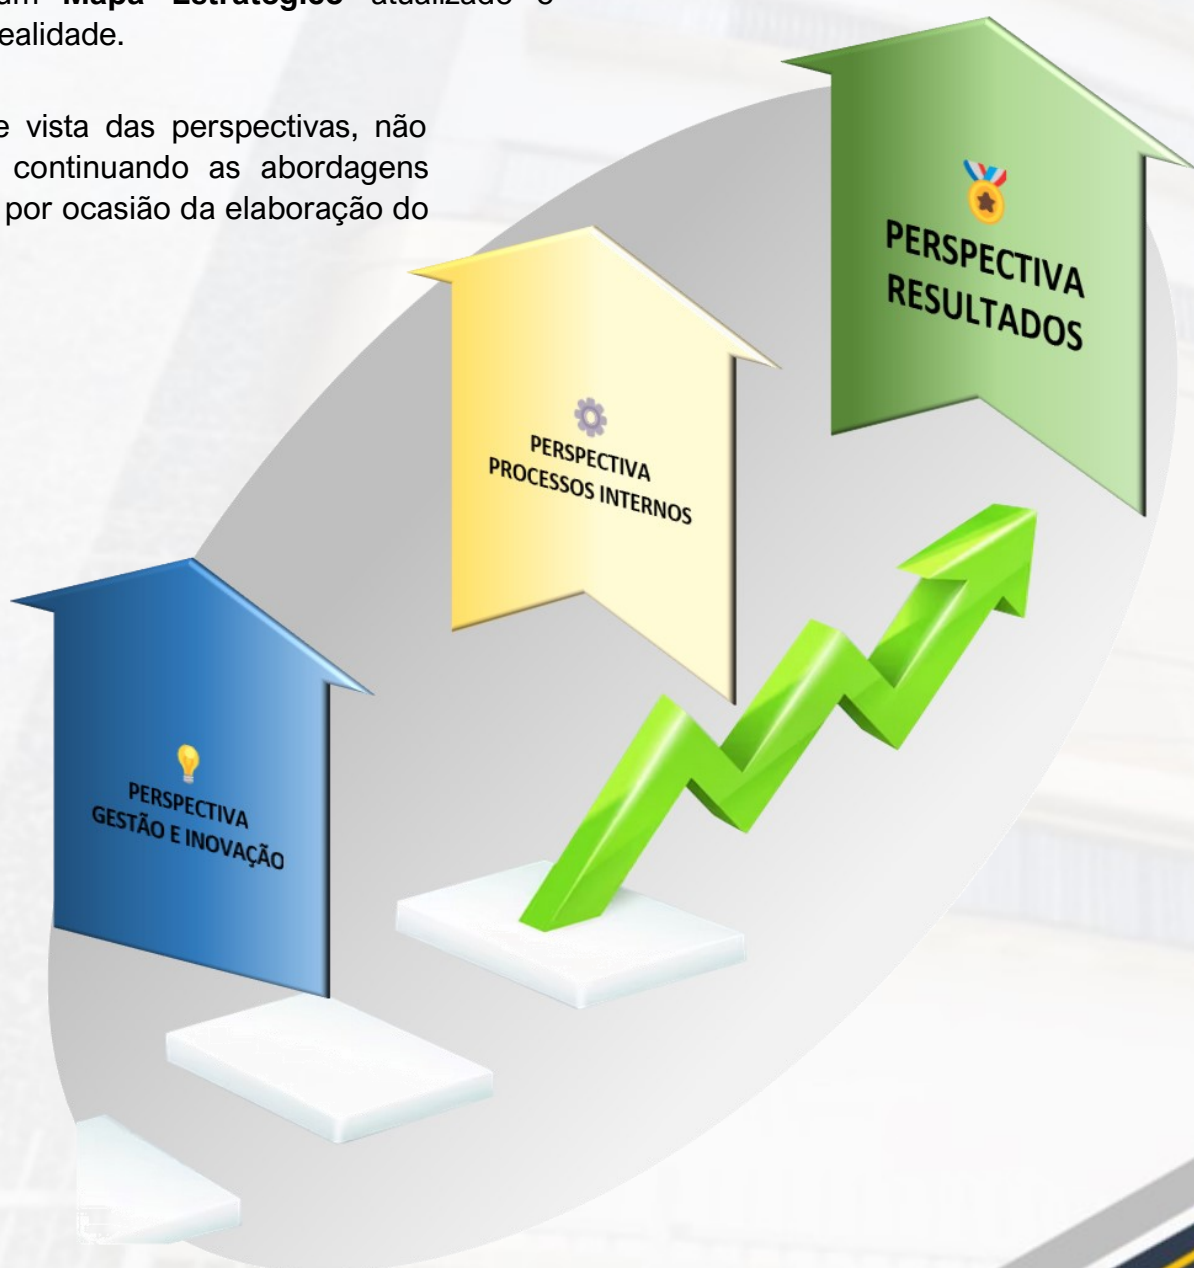 um Mapa Estratégico atualizado e
ealidade.
e vista das perspectivas, não
continuando as abordagens
por ocasião da elaboração do
PERSPECTIVA
RESULTADOS
PERSPECTIVA
PROCESSOS INTERNOS
PERSPECTIVA
GESTÃO E INOVAÇÃO